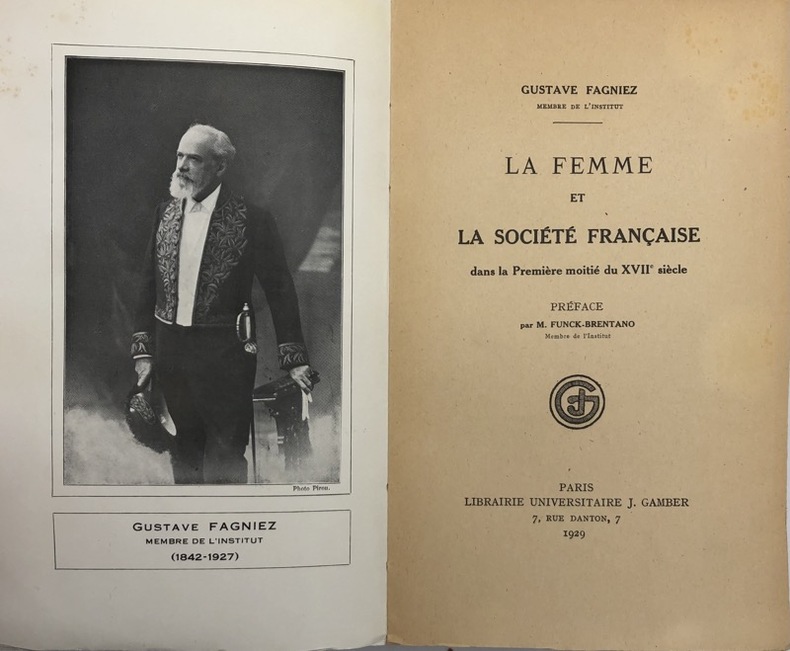 Photo Pirou.
GUSTAVE FAGNIEZ
MEMBRE DE L'INSTITUT
(1842-1927)
GUSTAVE FAGNIEZ
MEMBRE DE L'INSTITUT
LA FEMME
ET
LA SOCIÉTÉ FRANÇAISE
dans la Première moitié du XVIIe siècle
PRÉFACE
par M. FUNCK-BRENTANO
Membre de l'Institut
GJ
PARIS
LIBRAIRIE UNIVERSITAIRE J. GAMBER
7, RUE DANTON, 7
1929